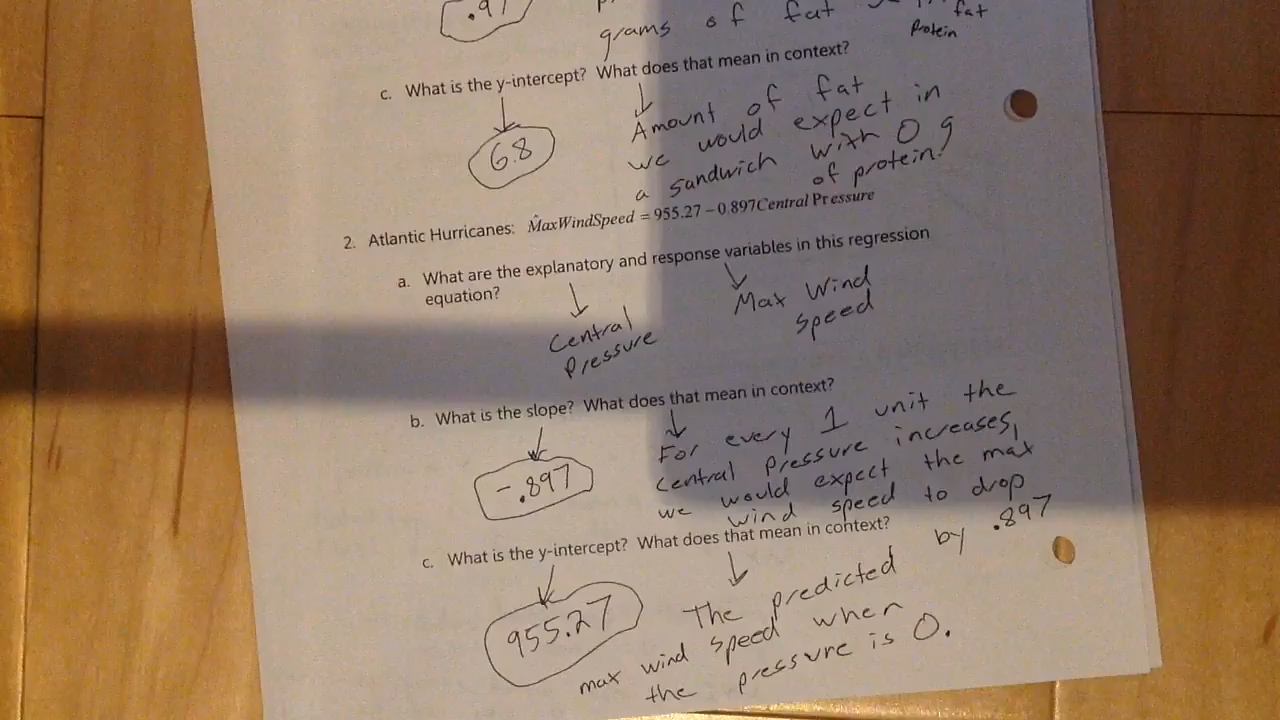 .97
grams of fat
fat
Protein
c. What is the y-intercept? What does that mean in context?
6.8
Amount of fat
we would expect in
a sandwich with 0 g
of protein.
2. Atlantic Hurricanes: M̂axWindSpeed = 955.27 – 0.897Central Pressure
a. What are the explanatory and response variables in this regression
equation?
Central
Pressure
Max Wind
Speed
b. What is the slope? What does that mean in context?
-.897
For every 1 unit the
central pressure increases,
we would expect the max
wind speed to drop
by .897
c. What is the y-intercept? What does that mean in context?
955.27
The predicted
max wind speed when
the pressure is 0.